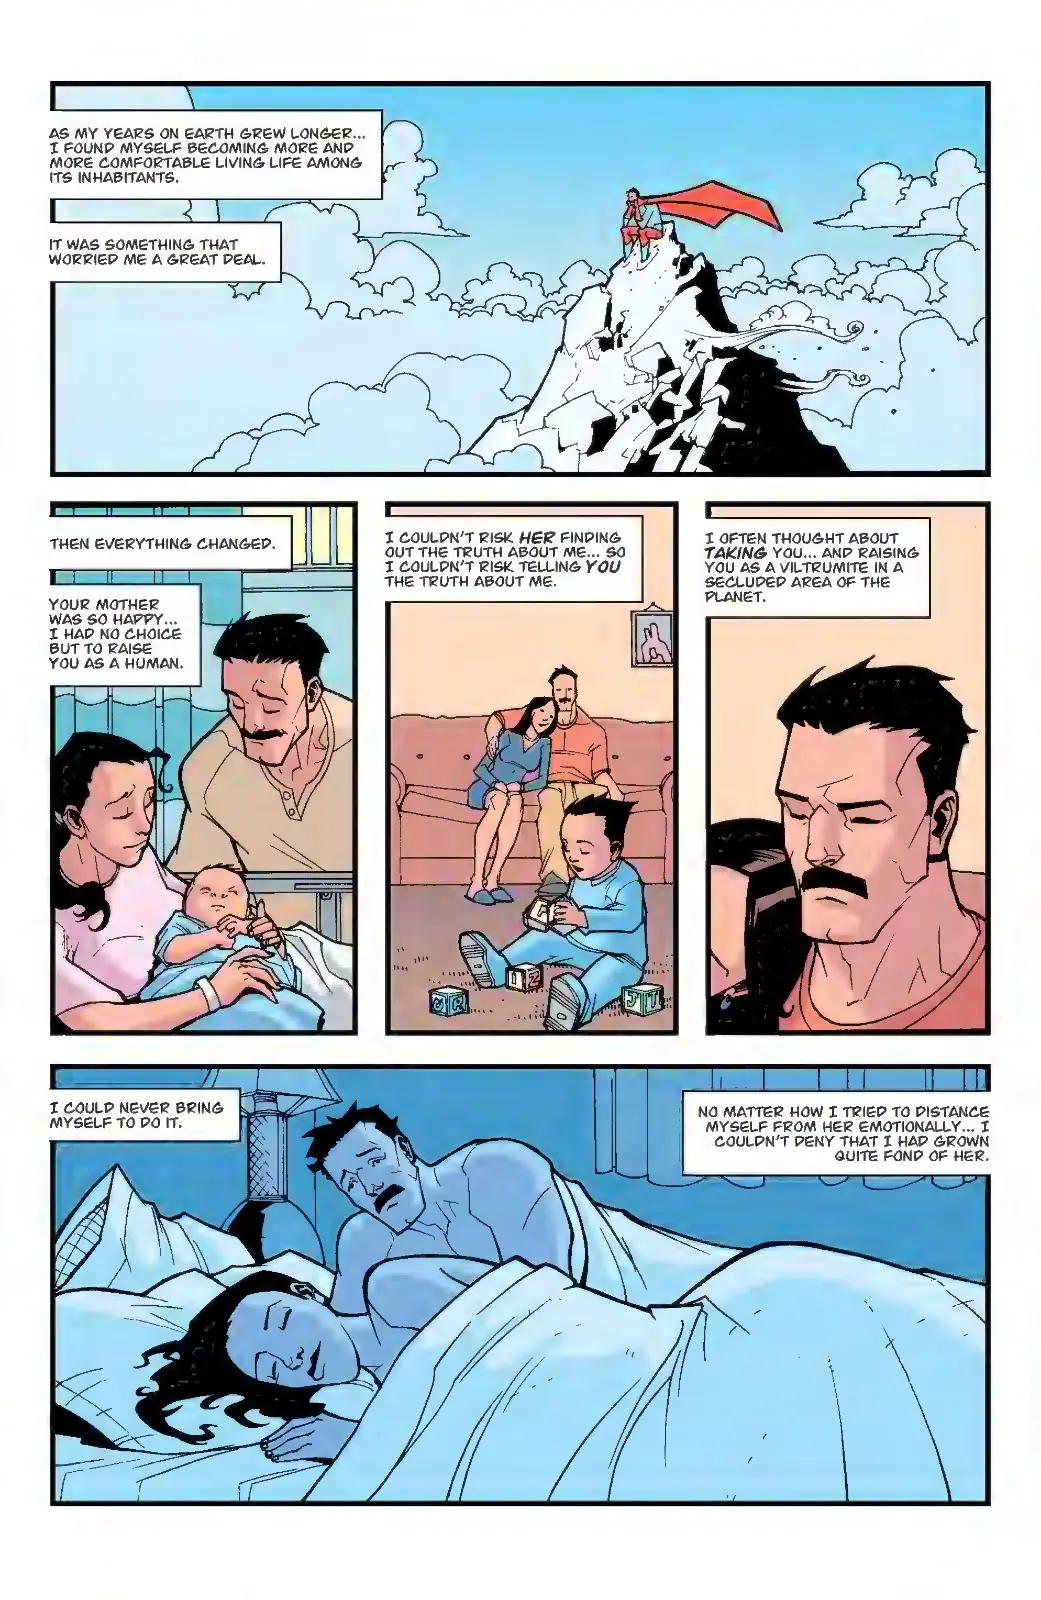 AS MY YEARS ON EARTH GREW LONGER...
I FOUND MYSELF BECOMING MORE AND
MORE COMFORTABLE LIVING LIFE AMONG
ITS INHABITANTS.
IT WAS SOMETHING THAT
WORRIED ME A GREAT DEAL.
THEN EVERYTHING CHANGED.
YOUR MOTHER
WAS SO HAPPY...
I HAD NO CHOICE
BUT TO RAISE
YOU AS A HUMAN.
I COULDN'T RISK HER FINDING
OUT THE TRUTH ABOUT ME... SO
I COULDN'T RISK TELLING YOU
THE TRUTH ABOUT ME.
I OFTEN THOUGHT ABOUT
TAKING YOU... AND RAISING
YOU AS A VILTRUMITE IN A
SECLUDED AREA OF THE
PLANET.
I COULD NEVER BRING
MYSELF TO DO IT.
NO MATTER HOW I TRIED TO DISTANCE
MYSELF FROM HER EMOTIONALLY... I
COULDN'T DENY THAT I HAD GROWN
QUITE FOND OF HER.